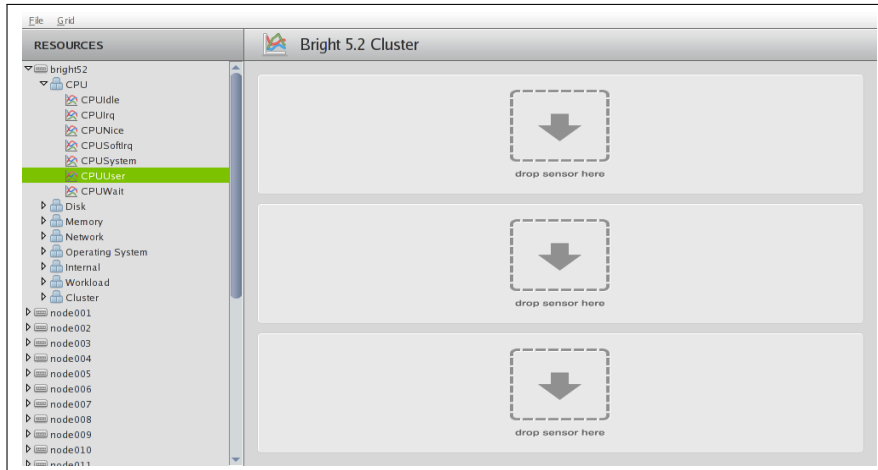 File Grid
RESOURCES
Bright 5.2 Cluster
bright52
CPU
CPUIdle
CPUIrq
CPUNice
CPUSoftIrq
CPUSystem
CPUUser
CPUWait
Disk
Memory
Network
Operating System
Internal
Workload
Cluster
node001
node002
node003
node004
node005
node006
node007
node008
node009
node010
node011
drop sensor here
drop sensor here
drop sensor here